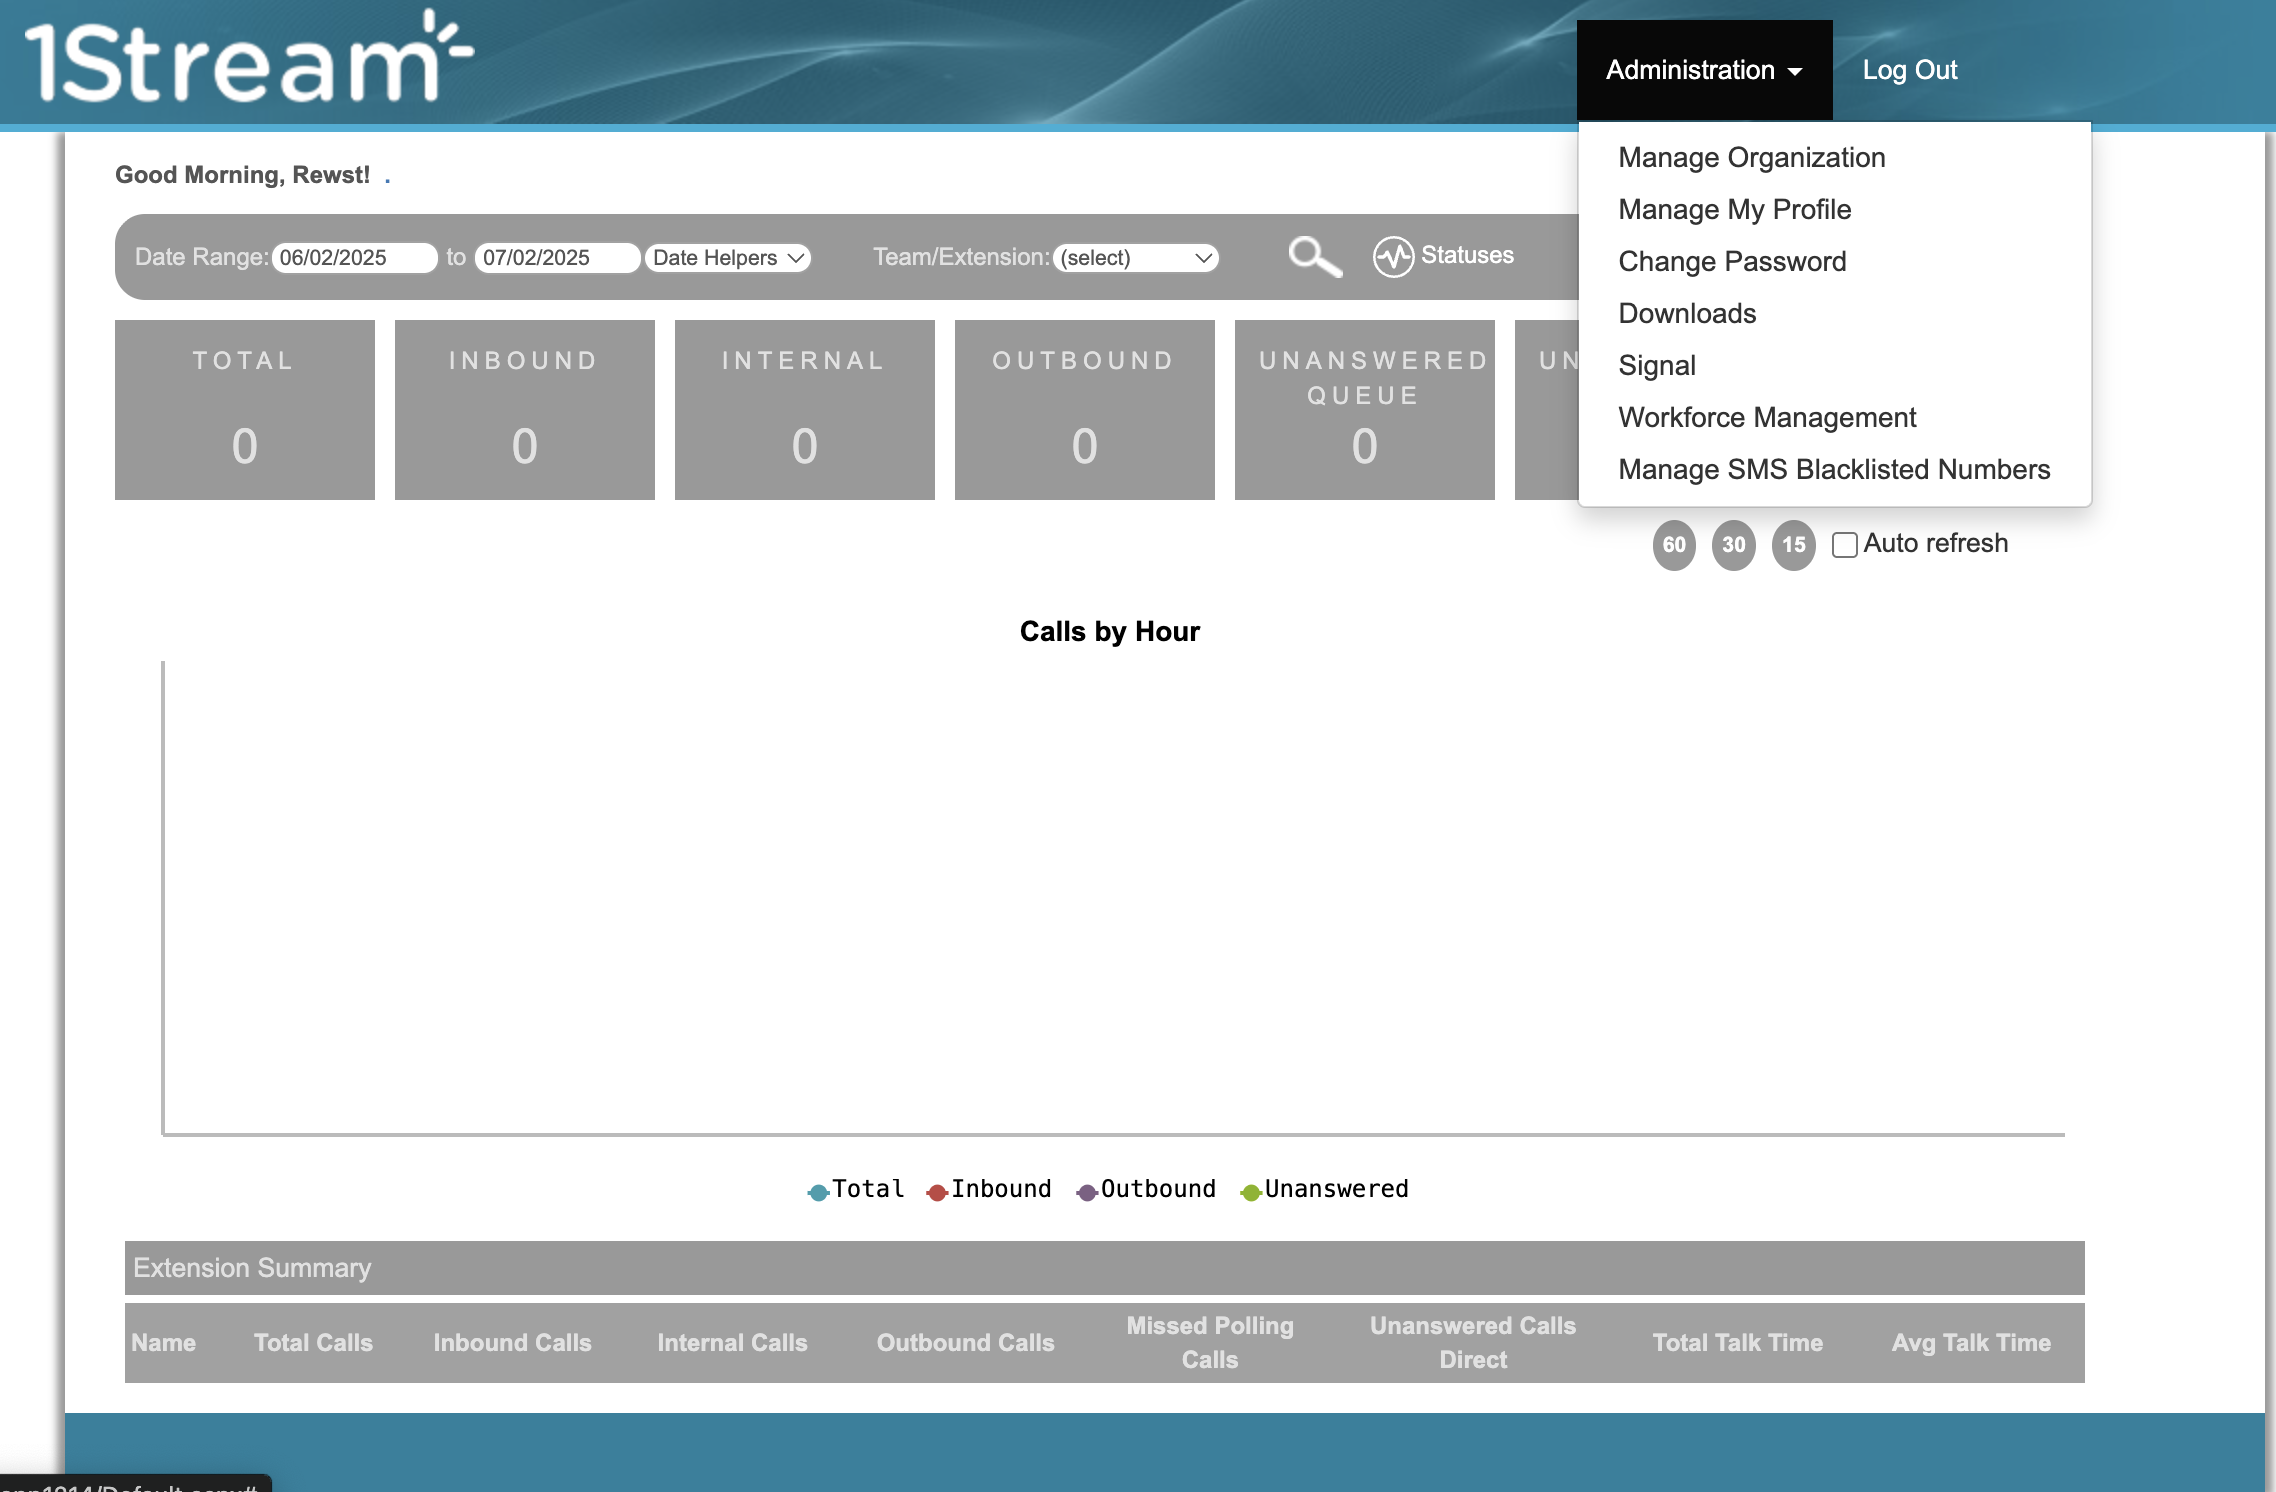 1Stream
Administration
Log Out
Manage Organization
Manage My Profile
Change Password
Downloads
Signal
Workforce Management
Manage SMS Blacklisted Numbers
Good Morning, Rewst! .
Date Range: 06/02/2025 to 07/02/2025 Date Helpers Team/Extension: (select) Statuses
TOTAL
0
INBOUND
0
INTERNAL
0
OUTBOUND
0
UNANSWERED
QUEUE
0
UN
60 30 15 Auto refresh
Calls by Hour
Total Inbound Outbound Unanswered
Extension Summary
Name Total Calls Inbound Calls Internal Calls Outbound Calls Missed Polling Calls Unanswered Calls Direct Total Talk Time Avg Talk Time